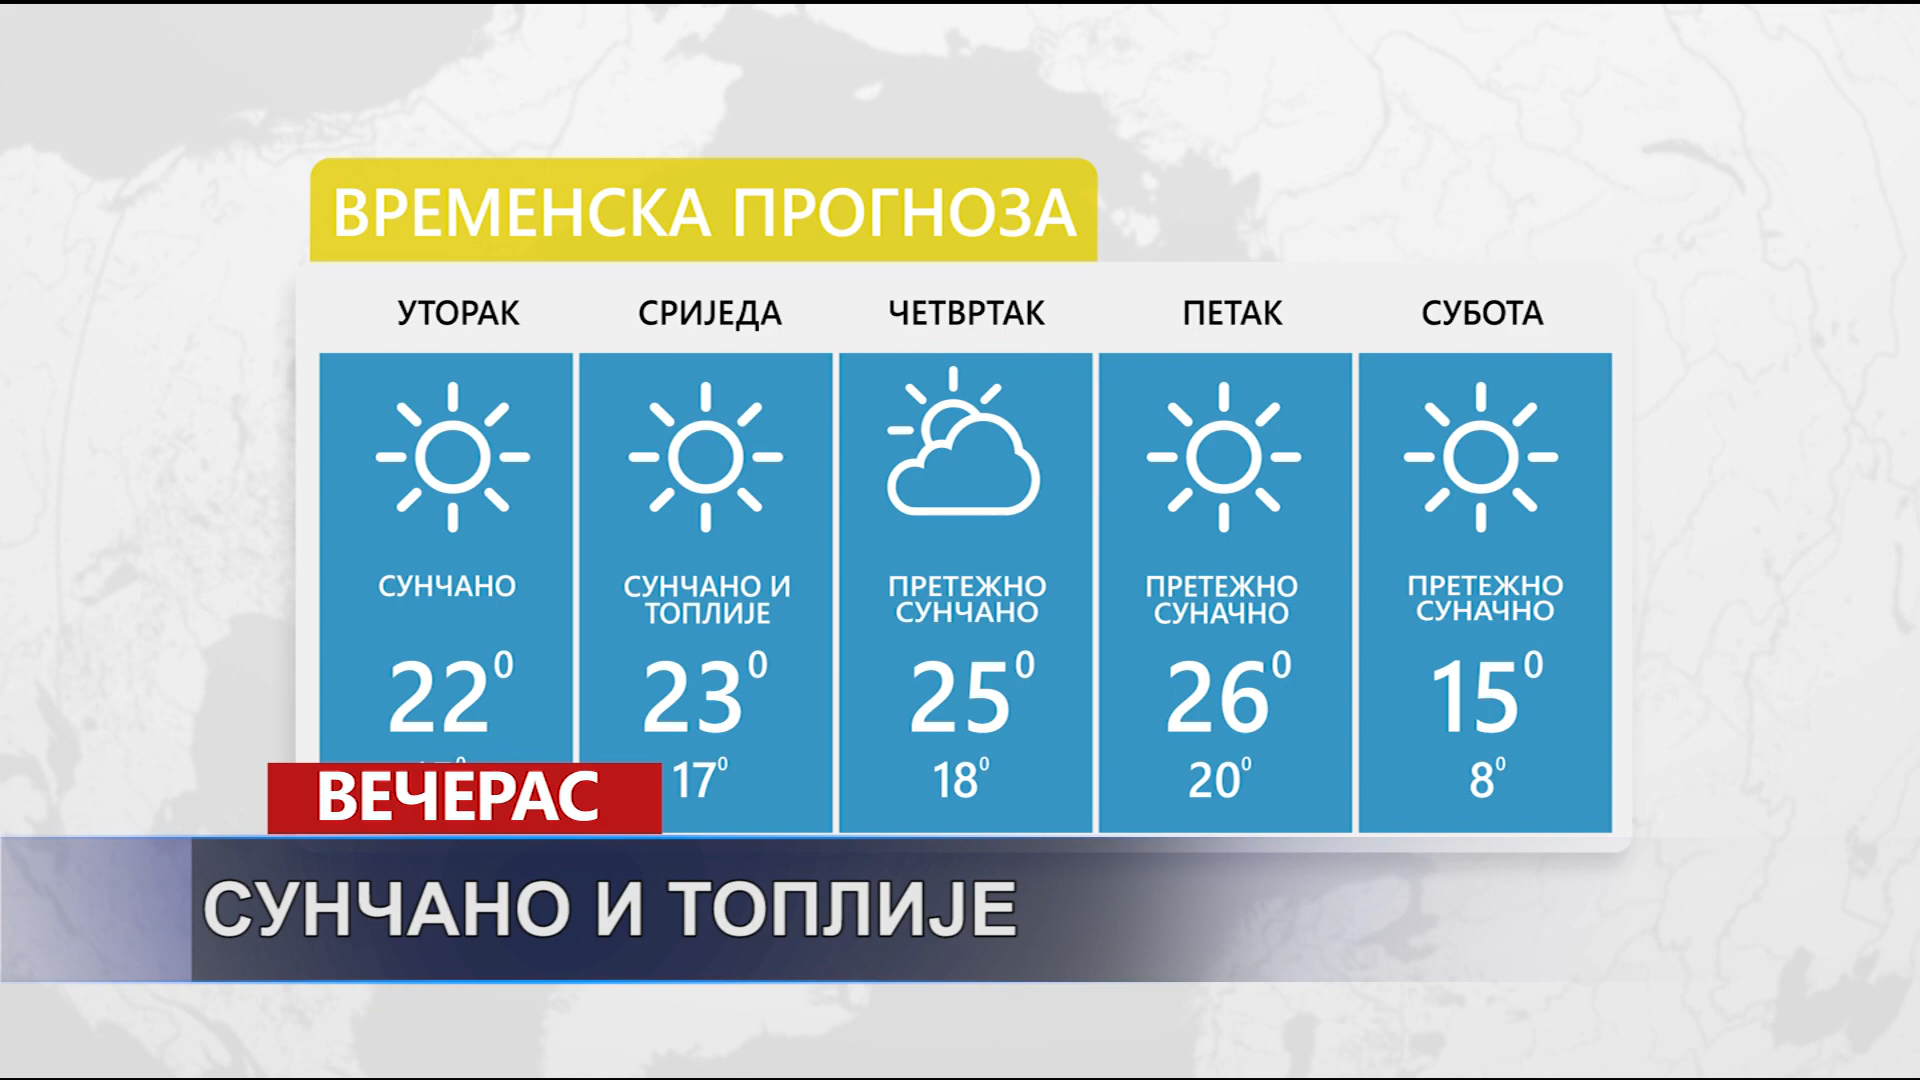 ВРЕМЕНСКА ПРОГНОЗА
УТОРАК СРИЈЕДА ЧЕТВРТАК ПЕТАК СУБОТА
СУНЧАНО СУНЧАНО И ПРЕТЕЖНО ПРЕТЕЖНО ПРЕТЕЖНО
ТОПЛИЈЕ СУНЧАНО СУНАЧНО СУНАЧНО
22⁰ 23⁰ 25⁰ 26⁰ 15⁰
17⁰ 18⁰ 20⁰ 8⁰
ВЕЧЕРАС
СУНЧАНО И ТОПЛИЈЕ